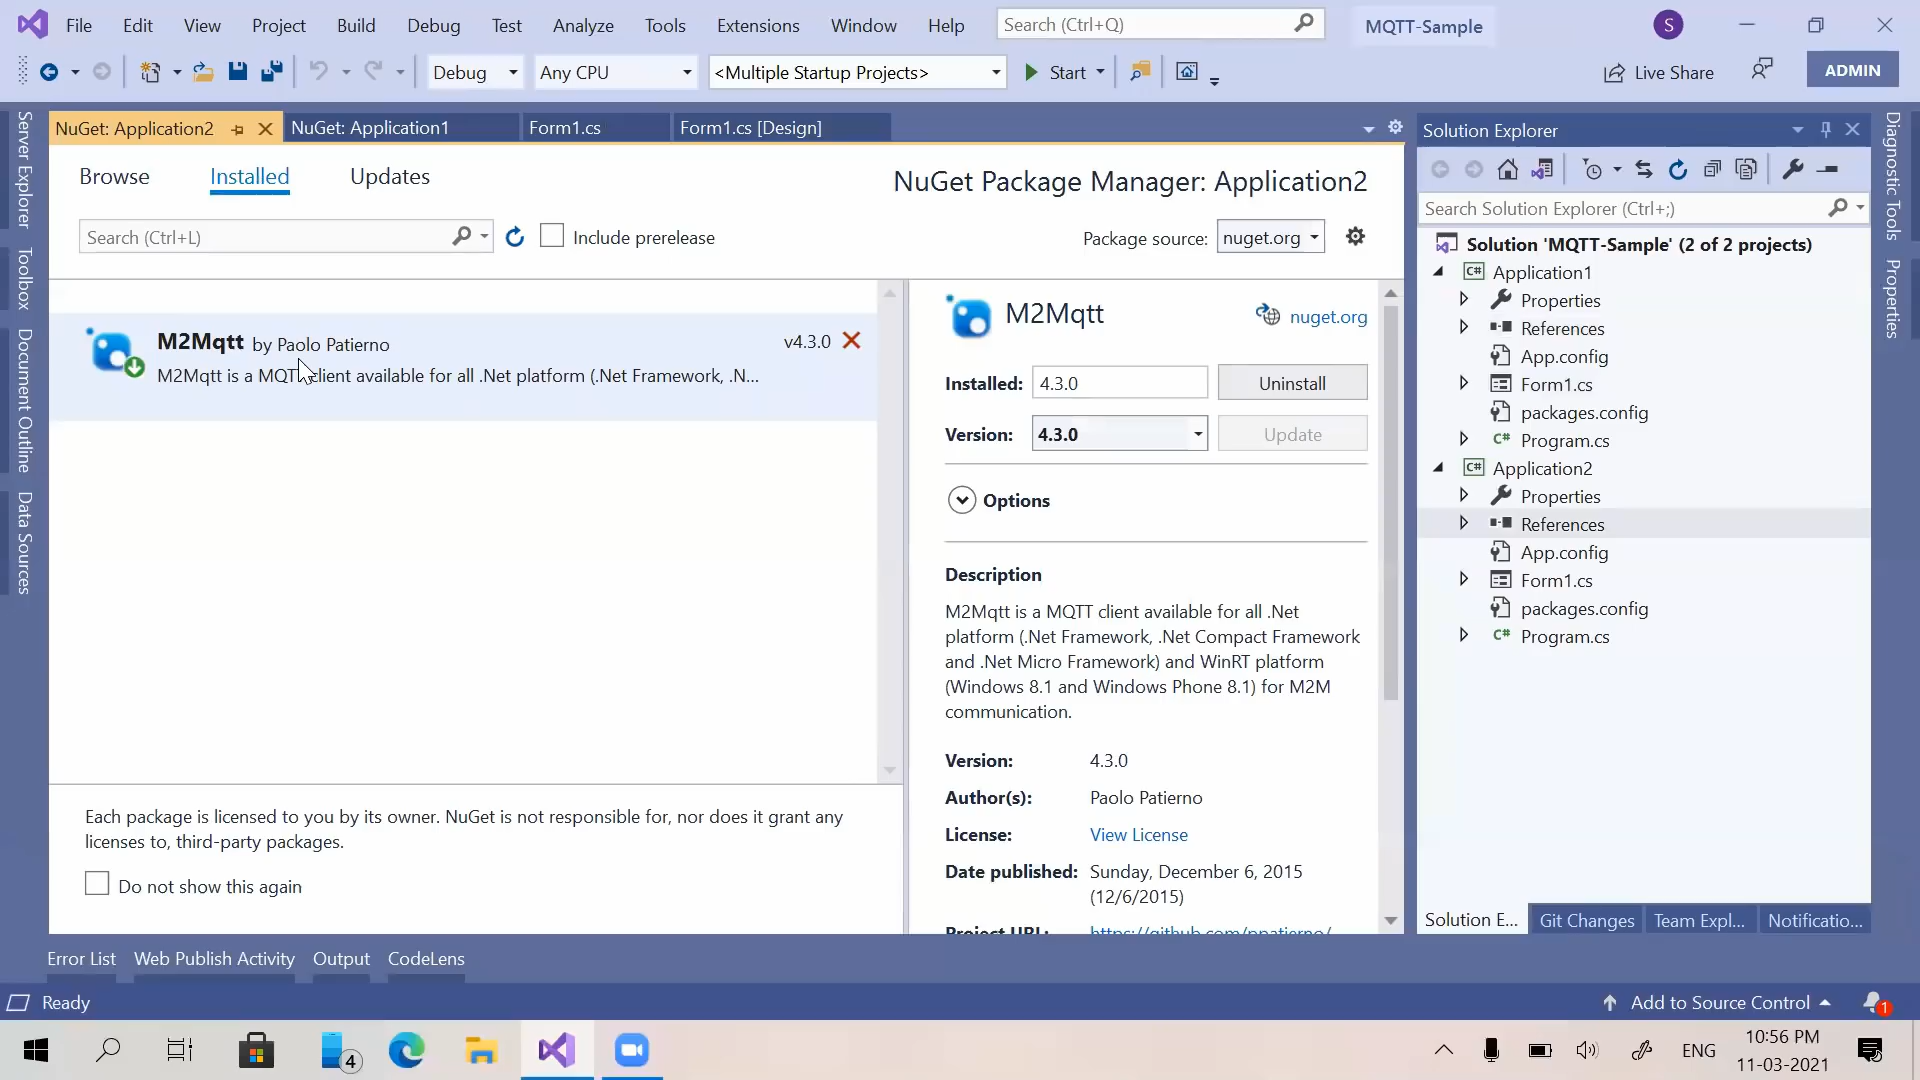 File Edit View Project Build Debug Test Analyze Tools Extensions Window Help Search (Ctrl+Q) MQTT-Sample S
Debug Any CPU <Multiple Startup Projects> Start Live Share ADMIN
Server Explorer
Toolbox
Document Outline
Data Sources
NuGet: Application2 NuGet: Application1 Form1.cs Form1.cs [Design]
Browse Installed Updates
NuGet Package Manager: Application2
Search (Ctrl+L) Include prerelease
Package source: nuget.org
M2Mqtt by Paolo Patierno v4.3.0
M2Mqtt is a MQTT client available for all .Net platform (.Net Framework, .N...
Each package is licensed to you by its owner. NuGet is not responsible for, nor does it grant any
licenses to, third-party packages.
Do not show this again
M2Mqtt nuget.org
Installed: 4.3.0 Uninstall
Version: 4.3.0 Update
Options
Description
M2Mqtt is a MQTT client available for all .Net
platform (.Net Framework, .Net Compact Framework
and .Net Micro Framework) and WinRT platform
(Windows 8.1 and Windows Phone 8.1) for M2M
communication.
Version: 4.3.0
Author(s): Paolo Patierno
License: View License
Date published: Sunday, December 6, 2015
(12/6/2015)
Project URL: https://github.com/ppatierno/
Solution Explorer
Search Solution Explorer (Ctrl+;)
Solution 'MQTT-Sample' (2 of 2 projects)
C# Application1
Properties
References
App.config
Form1.cs
packages.config
C# Program.cs
C# Application2
Properties
References
App.config
Form1.cs
packages.config
C# Program.cs
Solution E... Git Changes Team Expl... Notificatio...
Diagnostic Tools
Properties
Error List Web Publish Activity Output CodeLens
Ready Add to Source Control 1
4 ENG 10:56 PM
11-03-2021